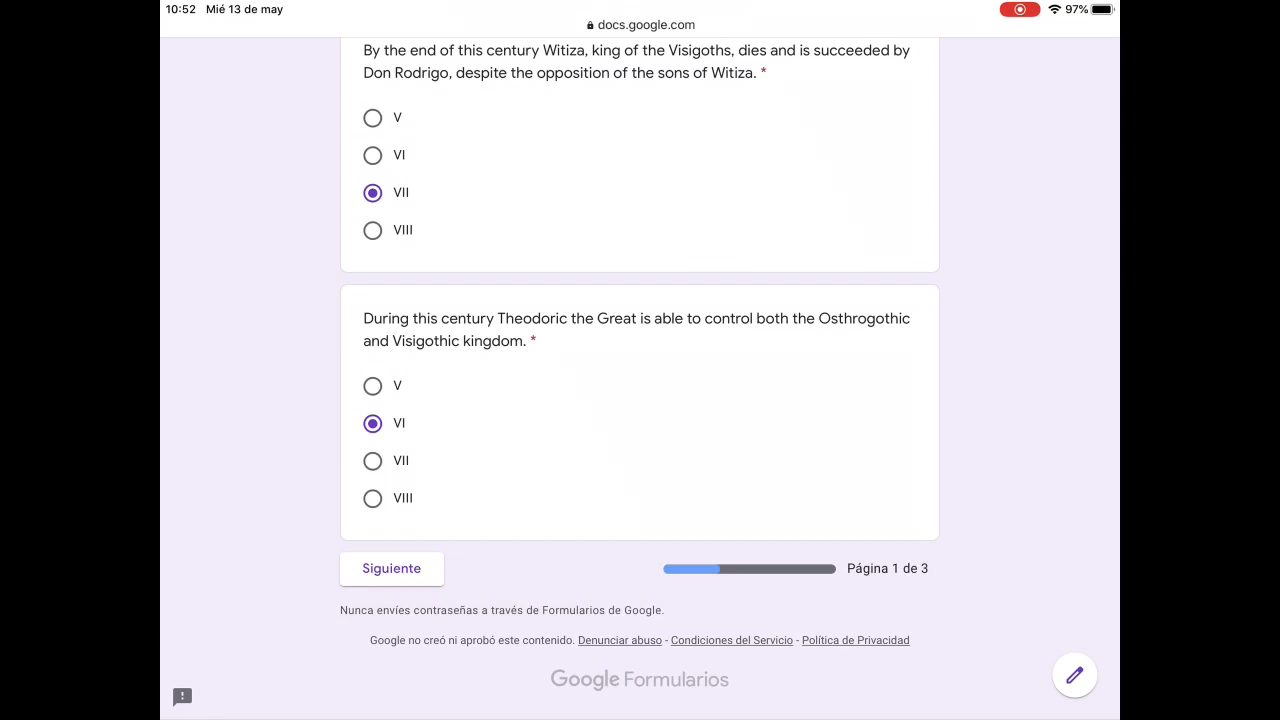 10:52 Mié 13 de may 97%
docs.google.com
By the end of this century Witiza, king of the Visigoths, dies and is succeeded by
Don Rodrigo, despite the opposition of the sons of Witiza. *
V
VI
VII
VIII
During this century Theodoric the Great is able to control both the Osthrogothic
and Visigothic kingdom. *
V
VI
VII
VIII
Siguiente Página 1 de 3
Nunca envíes contraseñas a través de Formularios de Google.
Google no creó ni aprobó este contenido. Denunciar abuso - Condiciones del Servicio - Política de Privacidad
Google Formularios